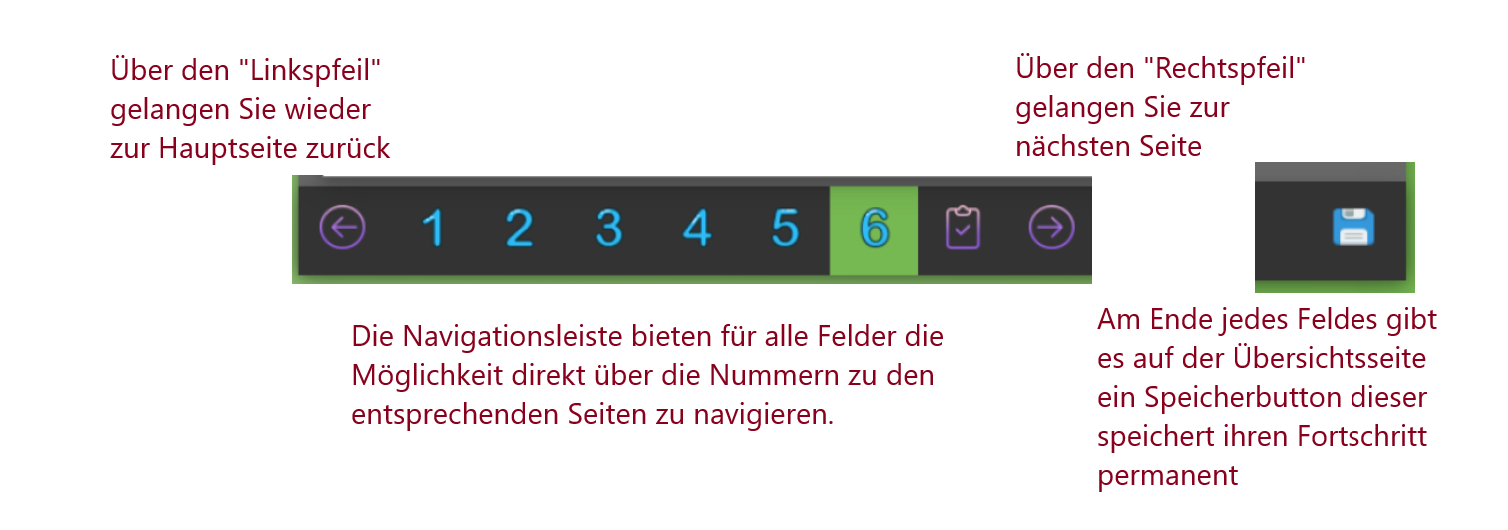 Über den "Linkspfeil"
gelangen Sie wieder
zur Hauptseite zurück
Über den "Rechtspfeil"
gelangen Sie zur
nächsten Seite
1 2 3 4 5 6
Die Navigationsleiste bieten für alle Felder die
Möglichkeit direkt über die Nummern zu den
entsprechenden Seiten zu navigieren.
Am Ende jedes Feldes gibt
es auf der Übersichtsseite
ein Speicherbutton dieser
speichert ihren Fortschritt
permanent